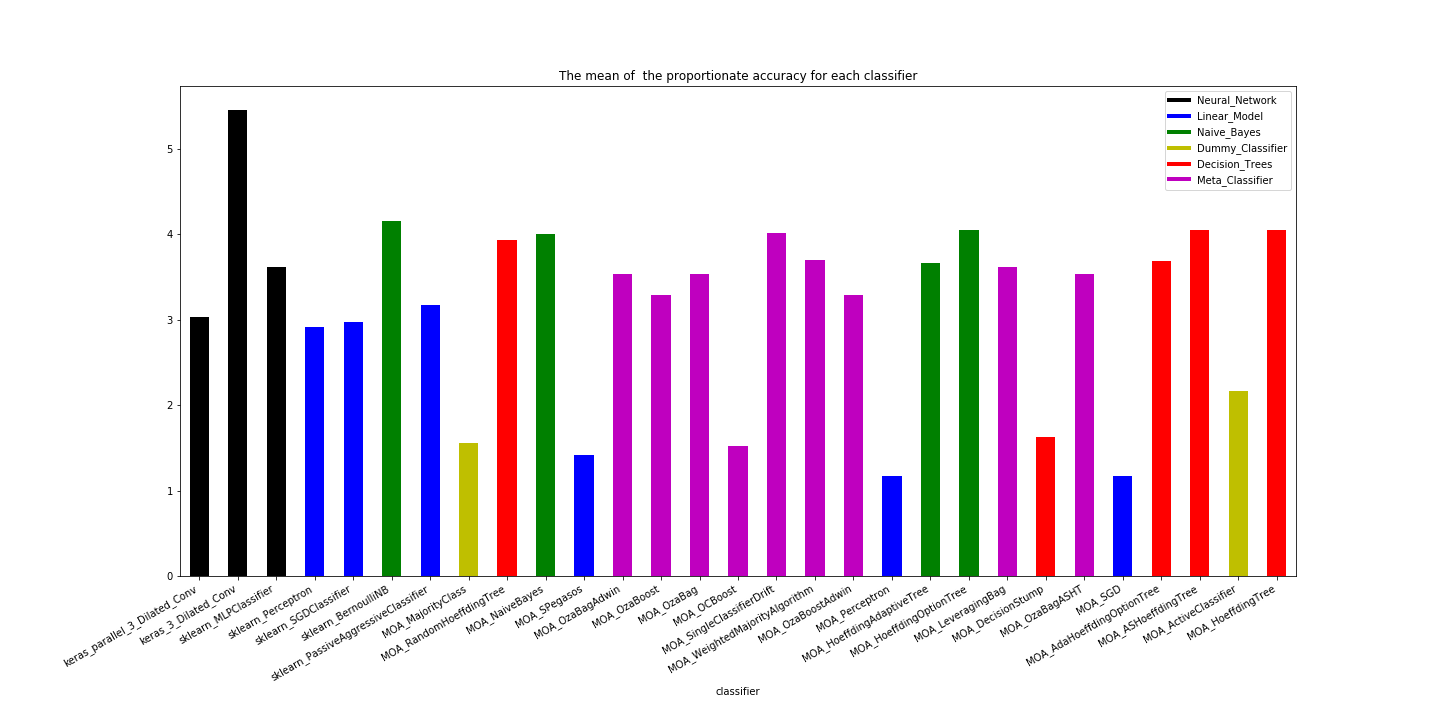 The mean of  the proportionate accuracy for each classifier
Neural_Network
Linear_Model
Naive_Bayes
Dummy_Classifier
Decision_Trees
Meta_Classifier
5
4
3
2
1
0
keras_parallel_3_Dilated_Conv
keras_3_Dilated_Conv
sklearn_MLPClassifier
sklearn_Perceptron
sklearn_SGDClassifier
sklearn_BernoulliNB
sklearn_PassiveAggressiveClassifier
MOA_MajorityClass
MOA_RandomHoeffdingTree
MOA_NaiveBayes
MOA_SPegasos
MOA_OzaBagAdwin
MOA_OzaBoost
MOA_OzaBag
MOA_OCBoost
MOA_SingleClassifierDrift
MOA_WeightedMajorityAlgorithm
MOA_OzaBoostAdwin
MOA_Perceptron
MOA_HoeffdingAdaptiveTree
MOA_HoeffdingOptionTree
MOA_LeveragingBag
MOA_DecisionStump
MOA_OzaBagASHT
MOA_SGD
MOA_AdaHoeffdingOptionTree
MOA_ASHoeffdingTree
MOA_ActiveClassifier
MOA_HoeffdingTree
classifier